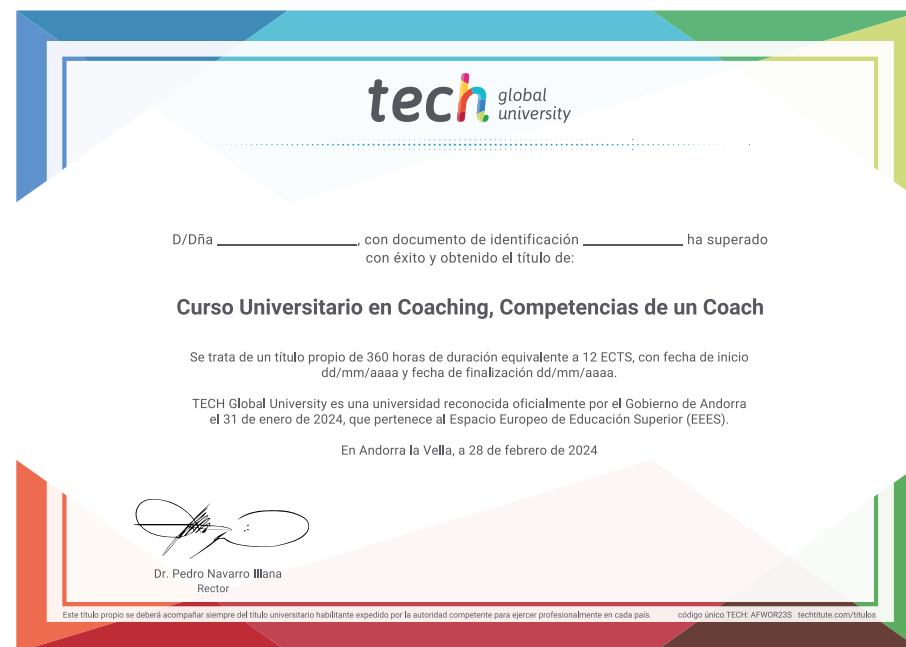 tech global university
D/Dña ____________________, con documento de identificación ______________ ha superado
con éxito y obtenido el título de:
Curso Universitario en Coaching, Competencias de un Coach
Se trata de un título propio de 360 horas de duración equivalente a 12 ECTS, con fecha de inicio
dd/mm/aaaa y fecha de finalización dd/mm/aaaa.
TECH Global University es una universidad reconocida oficialmente por el Gobierno de Andorra
el 31 de enero de 2024, que pertenece al Espacio Europeo de Educación Superior (EEES).
En Andorra la Vella, a 28 de febrero de 2024
Dr. Pedro Navarro Illana
Rector
Este título propio se deberá acompañar siempre del título universitario habilitante expedido por la autoridad competente para ejercer profesionalmente en cada país. código único TECH: AFWOR23S techtitute.com/titulos